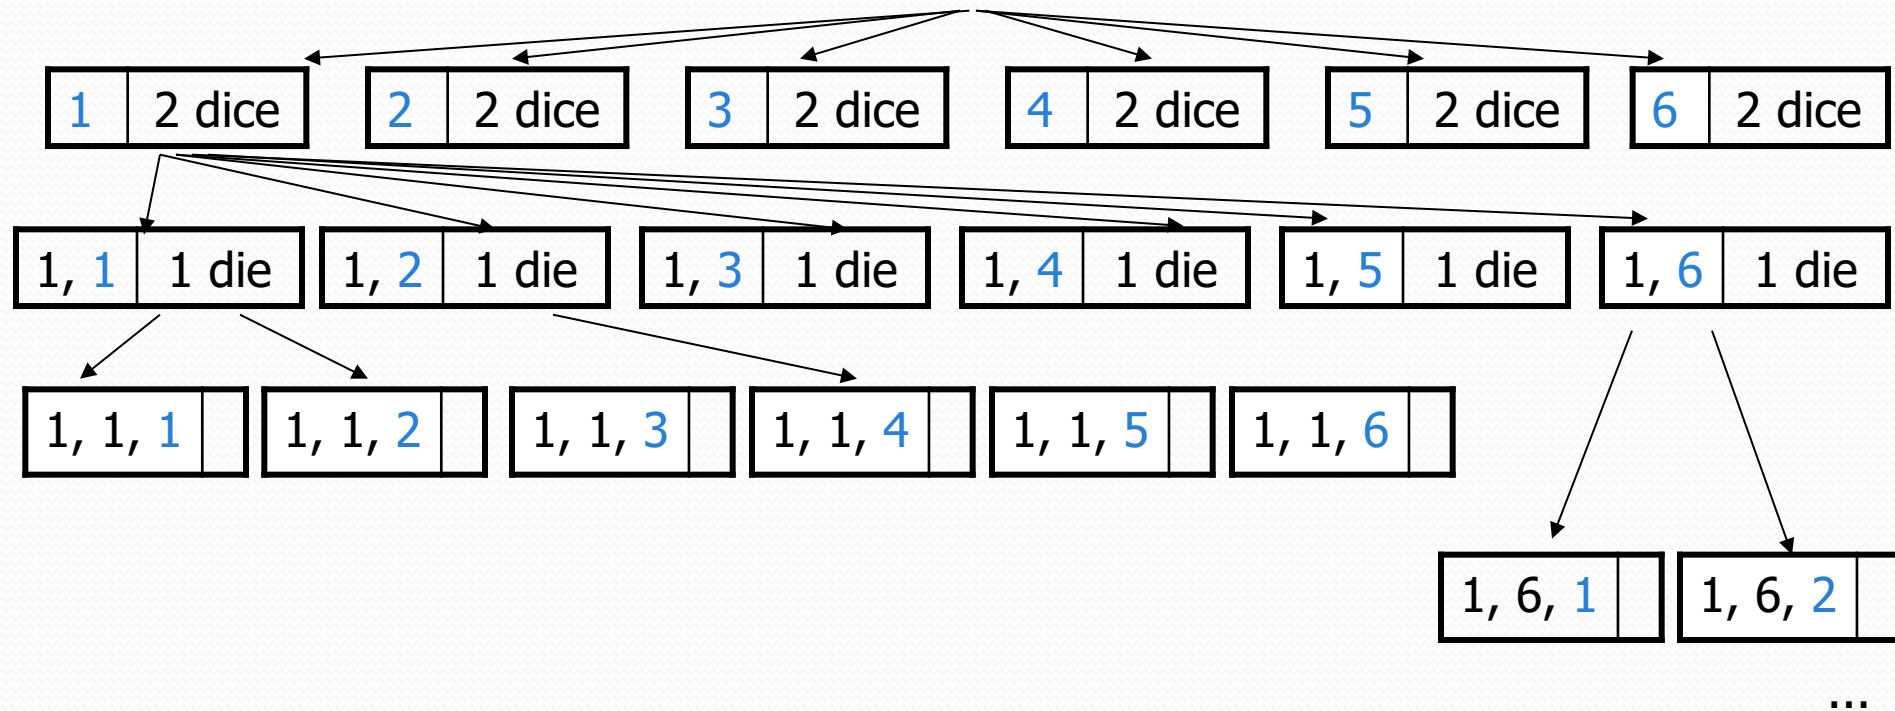 1 2 dice 2 2 dice 3 2 dice 4 2 dice 5 2 dice 6 2 dice
1, 1 1 die 1, 2 1 die 1, 3 1 die 1, 4 1 die 1, 5 1 die 1, 6 1 die
1, 1, 1 1, 1, 2 1, 1, 3 1, 1, 4 1, 1, 5 1, 1, 6
1, 6, 1 1, 6, 2
...